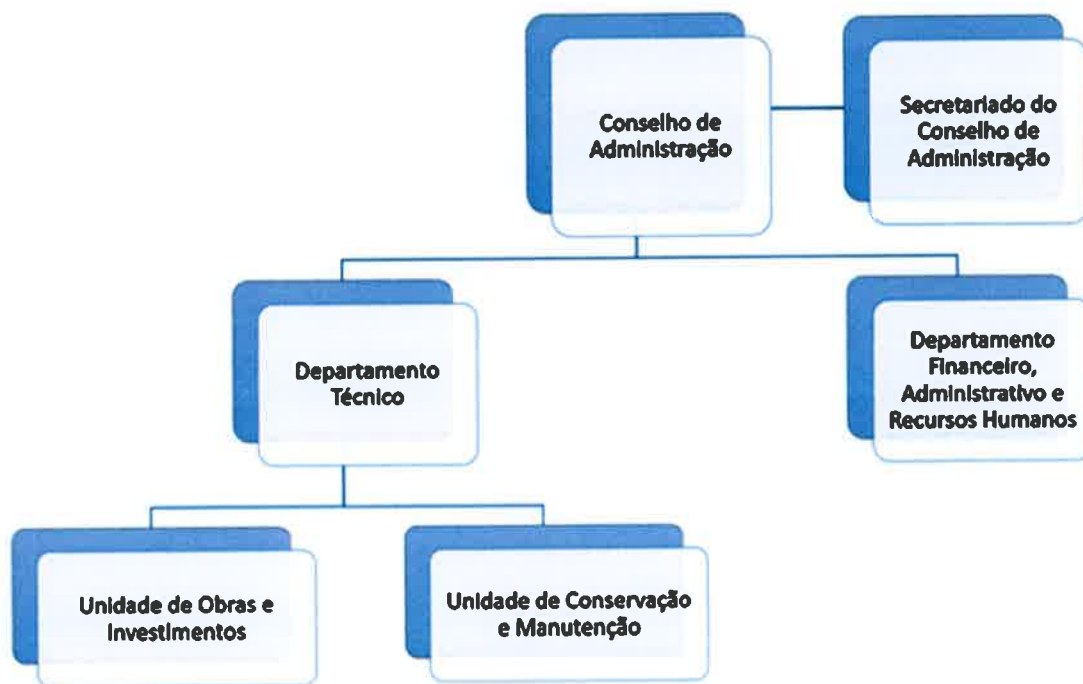 Conselho de
Administração
Secretariado do
Conselho de
Administração
Departamento
Técnico
Departamento
Financeiro,
Administrativo e
Recursos Humanos
Unidade de Obras e
Investimentos
Unidade de Conservação
e Manutenção